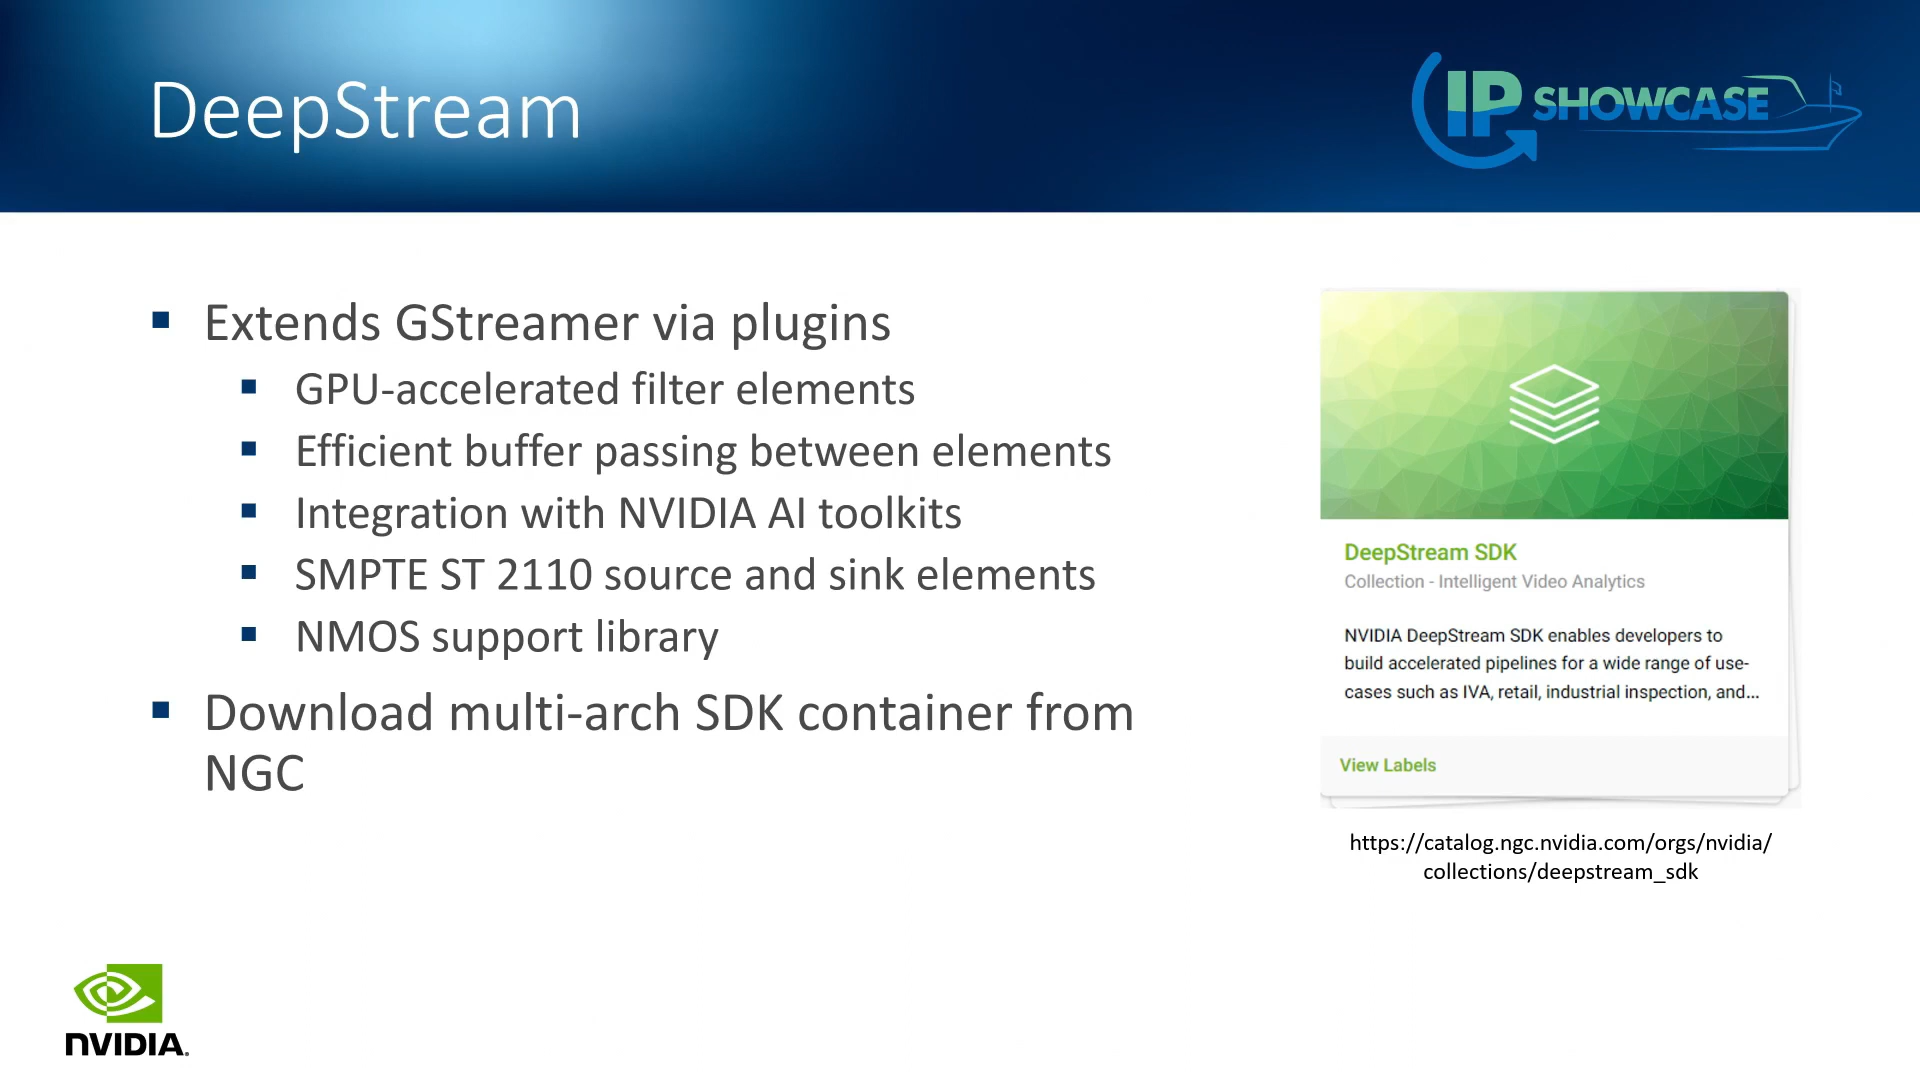 DeepStream
IP SHOWCASE
Extends GStreamer via plugins
GPU-accelerated filter elements
Efficient buffer passing between elements
Integration with NVIDIA AI toolkits
SMPTE ST 2110 source and sink elements
NMOS support library
Download multi-arch SDK container from
NGC
DeepStream SDK
Collection - Intelligent Video Analytics
NVIDIA DeepStream SDK enables developers to
build accelerated pipelines for a wide range of use-
cases such as IVA, retail, industrial inspection, and...
View Labels
https://catalog.ngc.nvidia.com/orgs/nvidia/
collections/deepstream_sdk
NVIDIA.